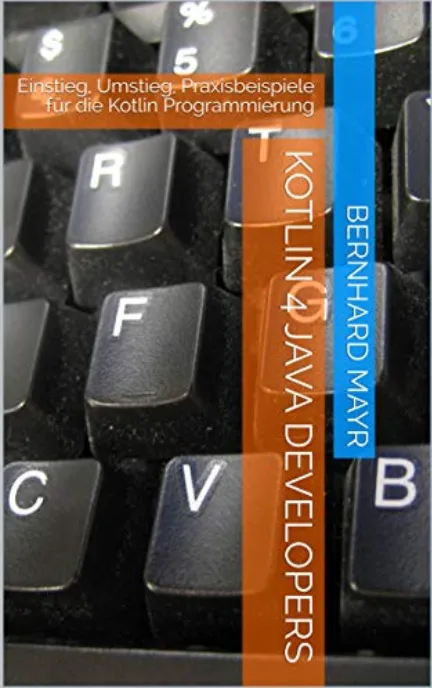 $
%
5
6
Einstieg, Umstieg, Praxisbeispiele
für die Kotlin Programmierung
R
T
F
G
C
V
B
KOTLIN 4 JAVA DEVELOPERS
BERNHARD MAYR